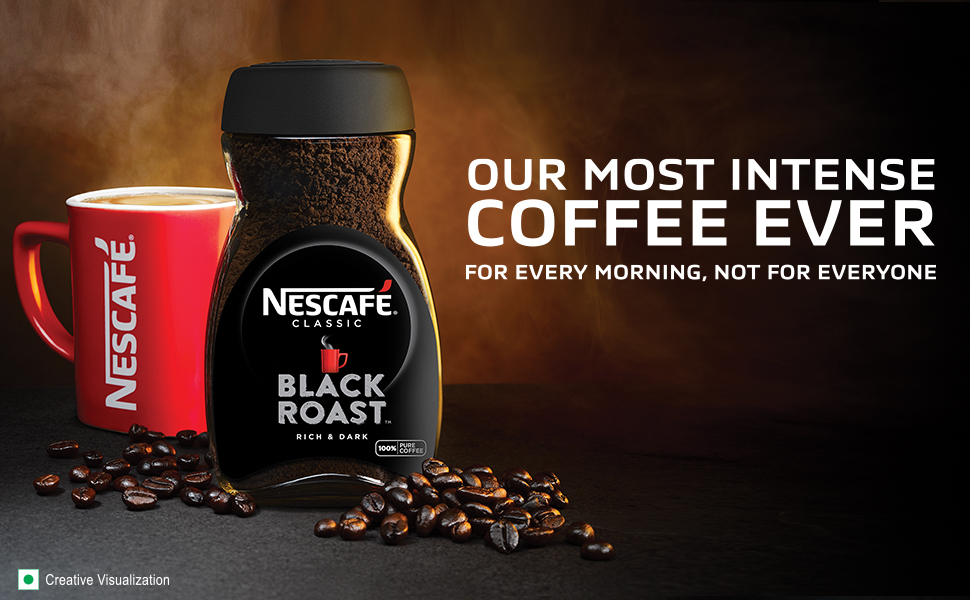 OUR MOST INTENSE
COFFEE EVER
FOR EVERY MORNING, NOT FOR EVERYONE
NESCAFÉ®
NESCAFÉ®
CLASSIC
BLACK
ROAST™
RICH & DARK
100% PURE COFFEE
Creative Visualization